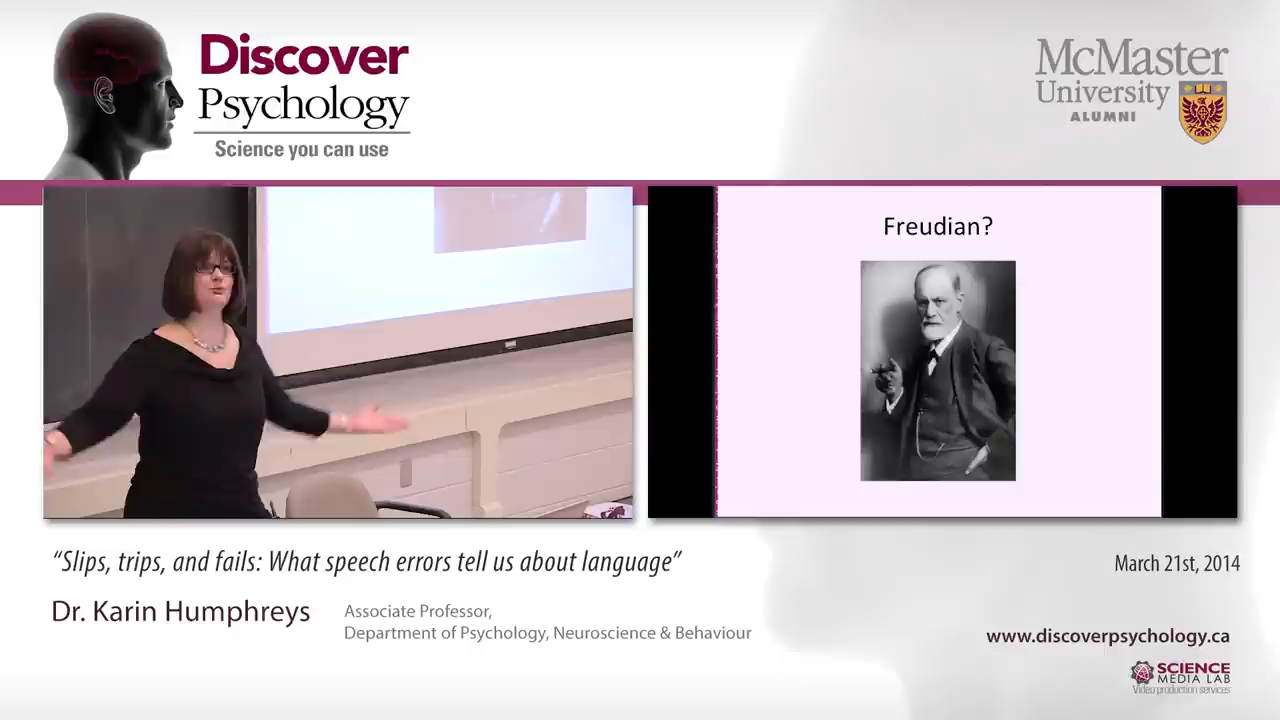 Discover
Psychology
Science you can use
McMaster
University
ALUMNI
Freudian?
“Slips, trips, and fails: What speech errors tell us about language”
March 21st, 2014
Dr. Karin Humphreys
Associate Professor,
Department of Psychology, Neuroscience & Behaviour
www.discoverpsychology.ca
SCIENCE
MEDIA LAB
Video production services